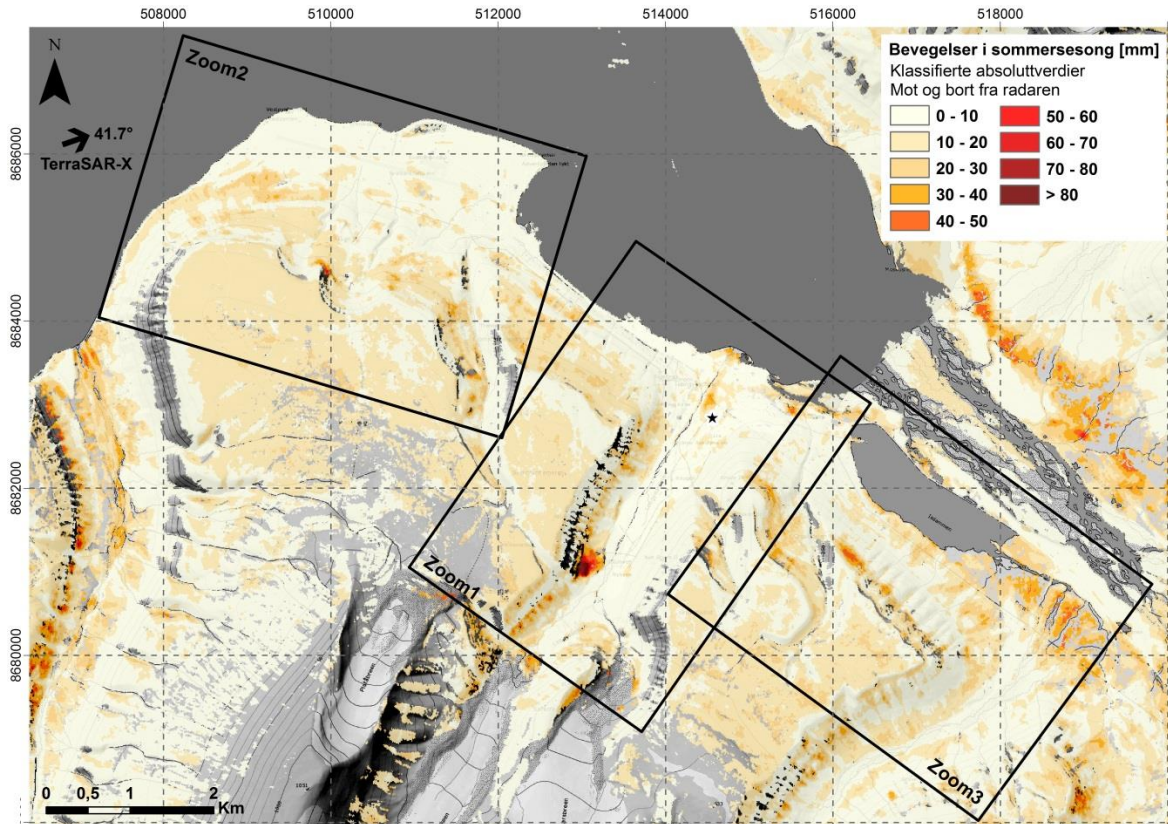 508000 510000 512000 514000 516000 518000
N
Zoom2
41.7°
TerraSAR-X
Bevegelser i sommersesong [mm]
Klassifierte absoluttverdier
Mot og bort fra radaren
0 - 10
10 - 20
20 - 30
30 - 40
40 - 50
50 - 60
60 - 70
70 - 80
> 80
8686000
8684000
8682000
8680000
Zoom1
Zoom3
0 0,5 1 2
Km